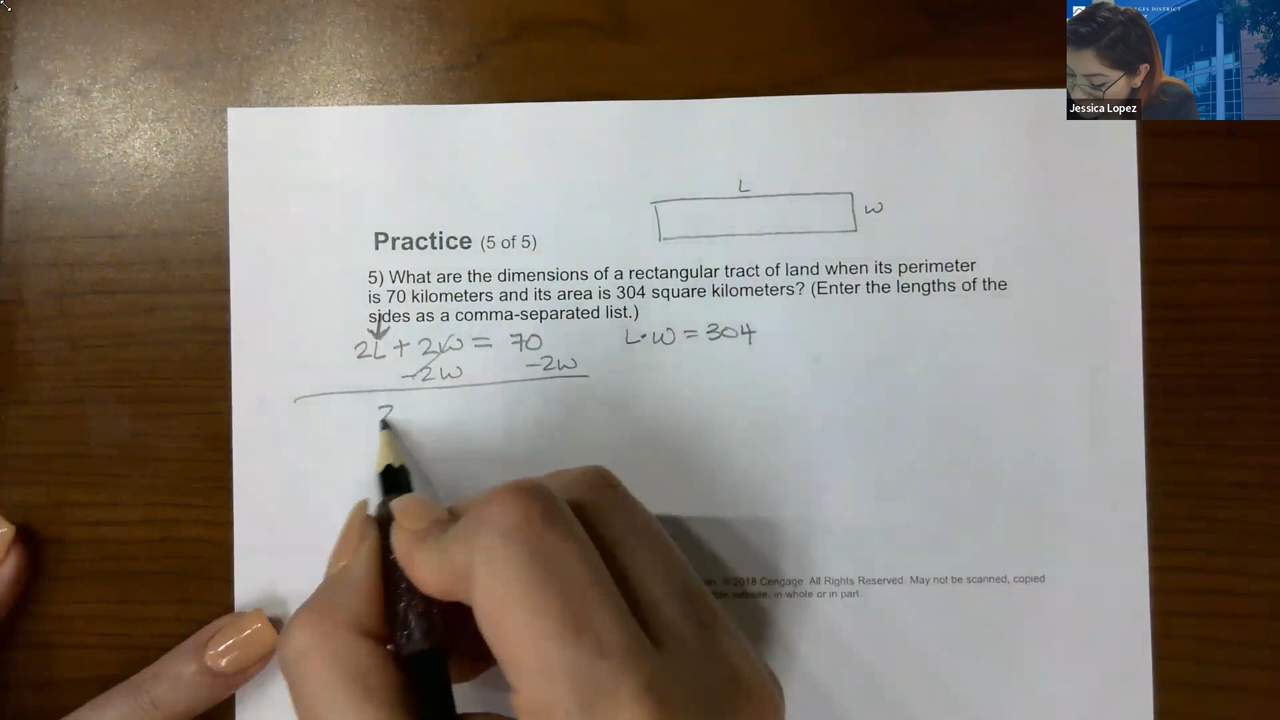 GES DISTRICT
Jessica Lopez
L
W
Practice (5 of 5)
5) What are the dimensions of a rectangular tract of land when its perimeter
is 70 kilometers and its area is 304 square kilometers? (Enter the lengths of the
sides as a comma-separated list.)
2L + 2W = 70 L·W = 304
-2W -2W
2
© 2018 Cengage. All Rights Reserved. May not be scanned, copied
website, in whole or in part.